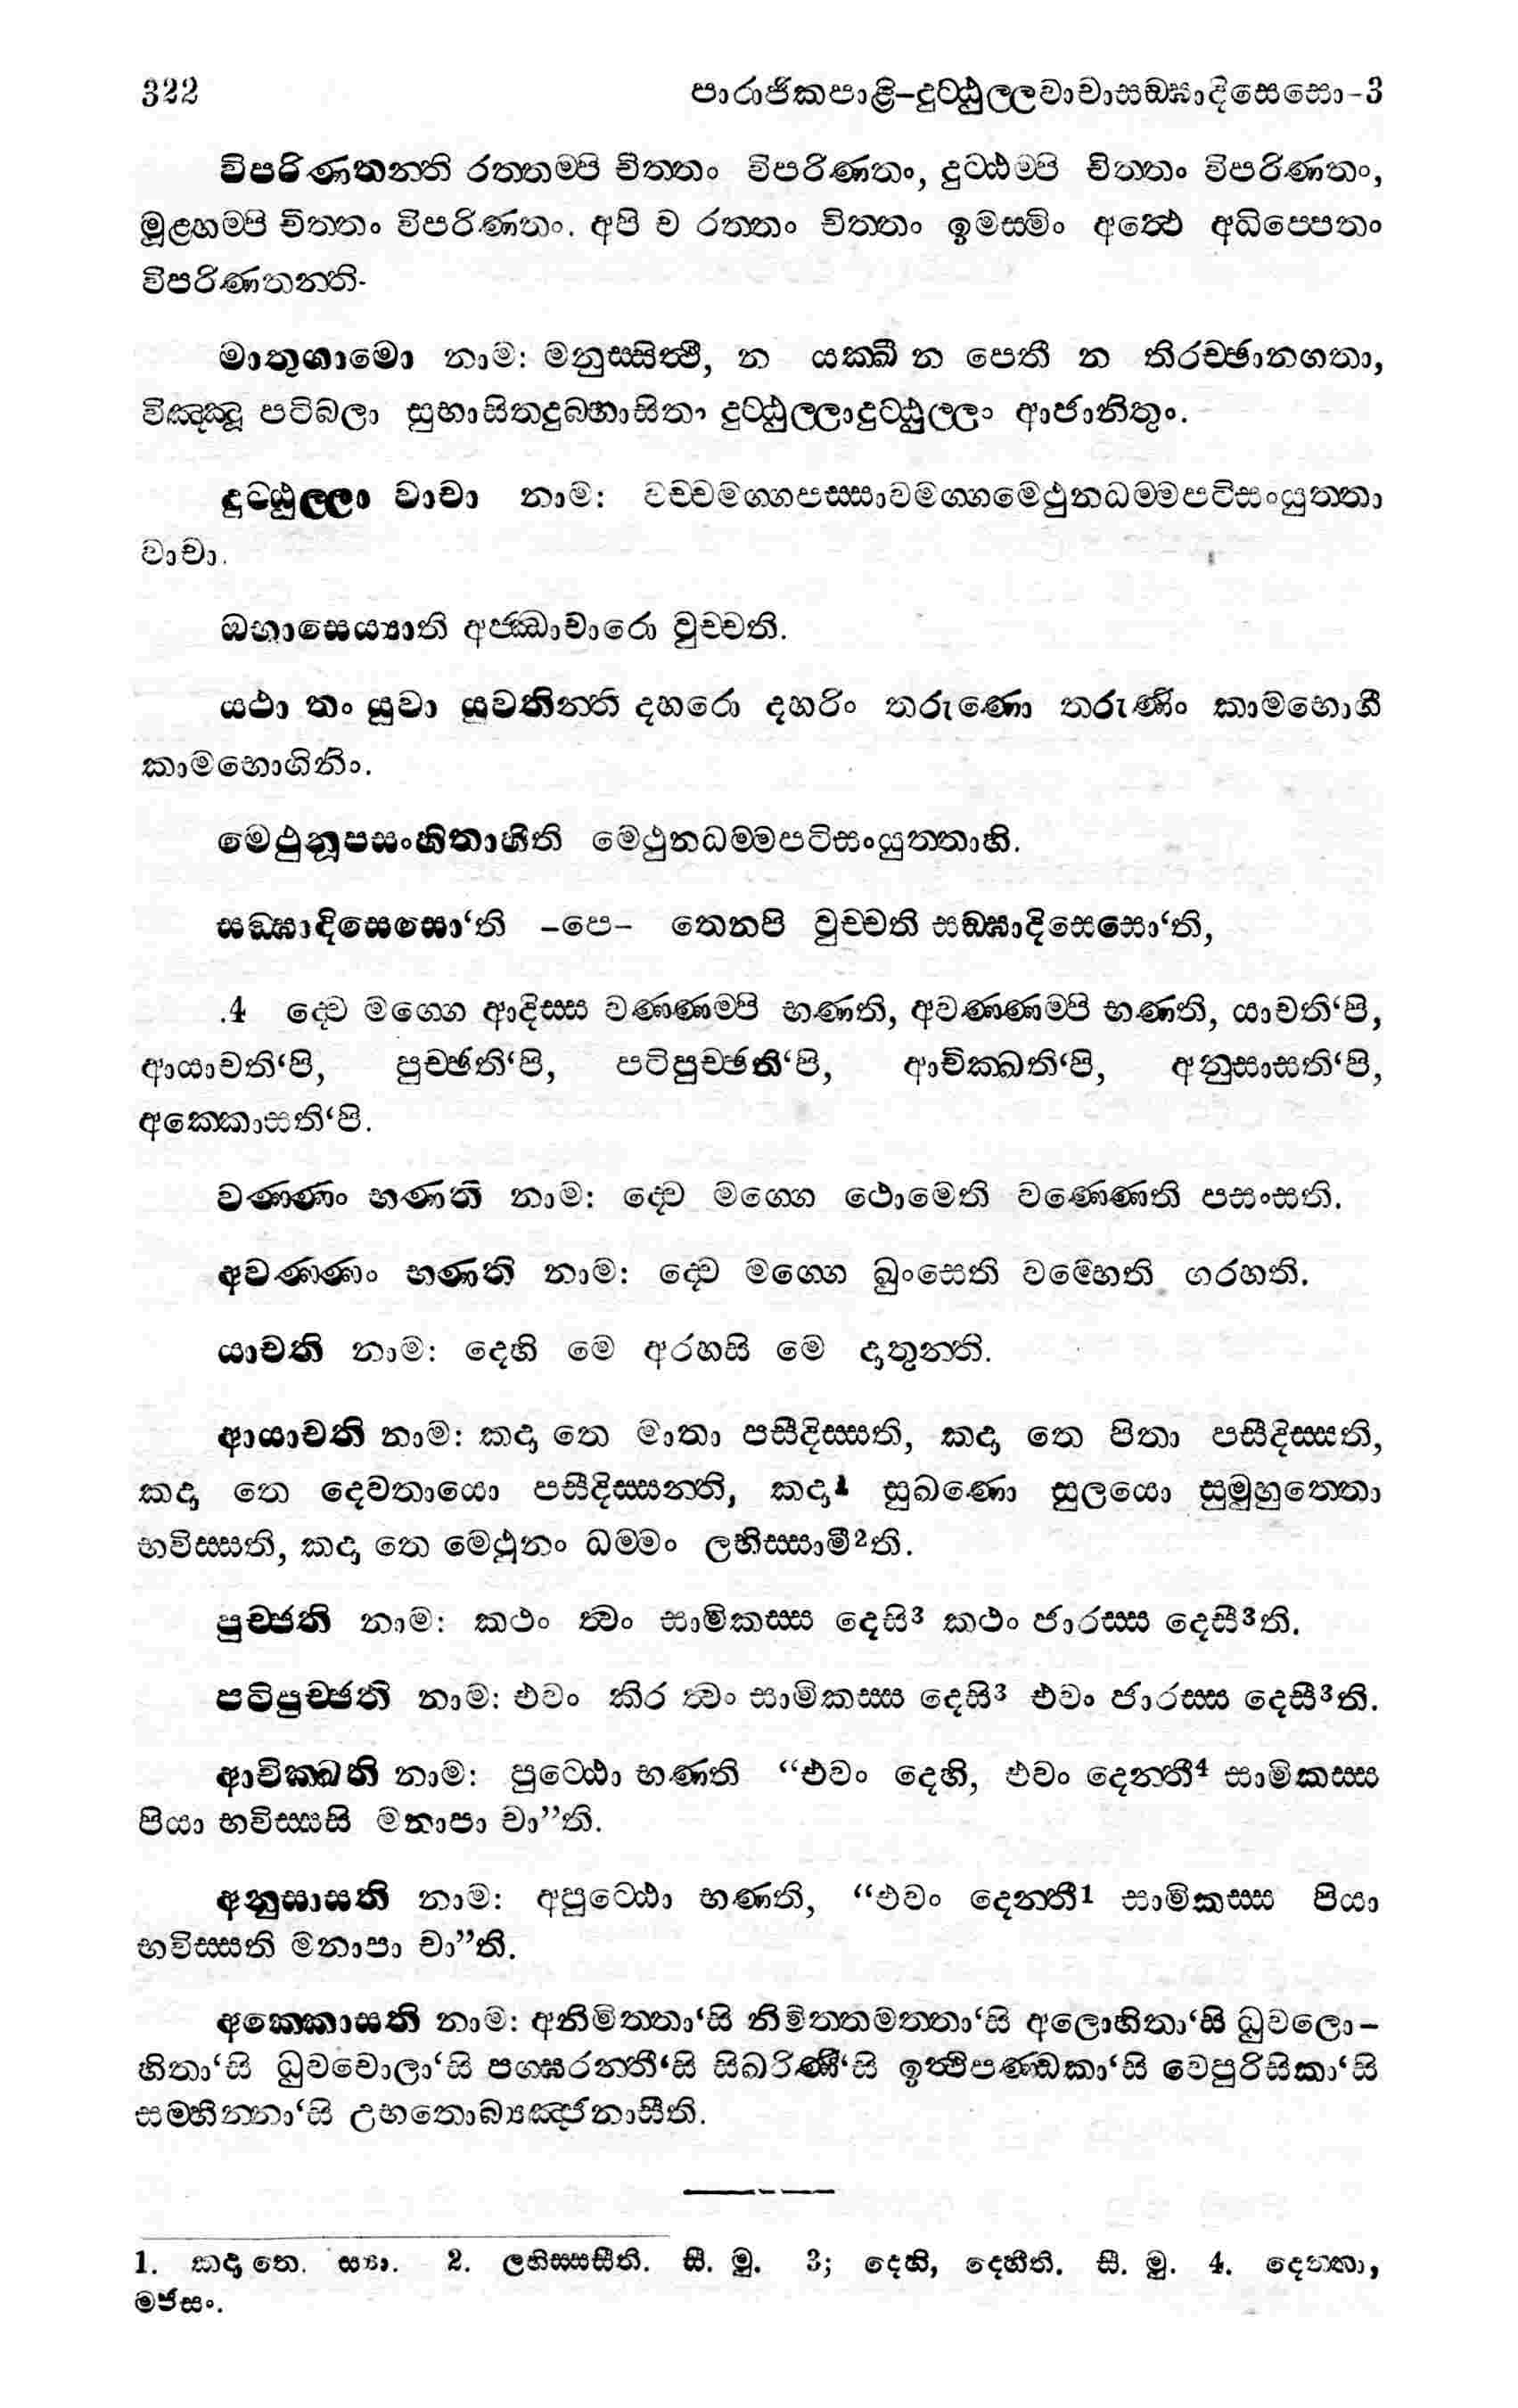 322 පාරාජිකපාළි–දුට්ඨුල්ලවාචාසඞ්ඝාදිසෙසො-3
විපරිණතන්ති රත්තම්පි චිත්තං විපරිණතං, දුට්ඨම්පි චිත්තං විපරිණතං,
මූළහම්පි චිත්තං විපරිණතං. අපි ච රත්තං චිත්තං ඉමස්මිං අත්ථෙ අධිප්පෙතං
විපරිණතන්ති-
මාතුගාමො නාම: මනුස්සිත්ථී, න යක්ඛී න පෙතී න තිරච්ඡානගතා,
විඤ්ඤූ පටිබලා සුභාසිතදුබ්භාසිතං දුට්ඨුල්ලාදුට්ඨුල්ලං ආජානිතුං.
දුට්ඨුල්ලා වාචා නාම: වච්චමග්ගපස්සාවමග්ගමෙථුනධම්මපටිසංයුත්තා
වාචා.
ඔභාසෙය්‍යාති අජ්ඣාචාරො වුච්චති.
යථා තං යුවා යුවතින්ති දහරො දහරිං තරුණො තරුණිං කාමභොගී
කාමභොගිනිං.
මෙථුනූපසංහිතාහීති මෙථුනධම්මපටිසංයුත්තාහි.
සඞ්ඝාදිසෙසො‘ති –පෙ– තෙනපි වුච්චති සඞ්ඝාදිසෙසො‘ති,
.4 ද්වෙ මග්ගෙ ආදිස්ස වණ්ණම්පි භණති, අවණ්ණම්පි භණති, යාචති‘පි,
ආයාචති‘පි, පුච්ඡති‘පි, පටිපුච්ඡති‘පි, ආචික්ඛති‘පි, අනුසාසති‘පි,
අක්කොසති‘පි.
වණ්ණං භණති නාම: ද්වෙ මග්ගෙ ථොමෙති වණ්ණෙති පසංසති.
අවණ්ණං භණති නාම: ද්වෙ මග්ගෙ ඛුංසෙති වම්හෙති ගරහති.
යාචති නාම: දෙහි මෙ අරහසි මෙ දාතුන්ති.
ආයාචති නාම: කදා තෙ මාතා පසීදිස්සති, කදා තෙ පිතා පසීදිස්සති,
කදා තෙ දෙවතායො පසීදිස්සන්ති, කදා1 සුඛණො සුලයො සුමුහුත්තො
භවිස්සති, කදා තෙ මෙථුනං ධම්මං ලභිස්සාමී2ති.
පුච්ඡති නාම: කථං ත්වං සාමිකස්ස දෙසි3 කථං ජාරස්ස දෙසී3ති.
පටිපුච්ඡති නාම: එවං කිර ත්වං සාමිකස්ස දෙසි3 එවං ජාරස්ස දෙසී3ති.
ආචික්ඛති නාම: පුට්ඨො භණති “එවං දෙහි, එවං දෙන්තී4 සාමිකස්ස
පියා භවිස්සසි මනාපා චා”ති.
අනුසාසති නාම: අපුට්ඨො භණති, “එවං දෙන්තී1 සාමිකස්ස පියා
භවිස්සති මනාපා චා”ති.
අක්කොසති නාම: අනිමිත්තා‘සි නිමිත්තමත්තා‘සි අලොහිතා‘සි ධුවලො–
හිතා‘සි ධුවචොලා‘සි පග්ඝරන්තී‘සි සිඛරිණී‘සි ඉත්ථිපණ්ඩකා‘සි වෙපුරිසිකා‘සි
සම්භින්නා‘සි උභතොබ්‍යඤ්ජනාසීති.
1. කදා තෙ. ස්‍යා. 2. ලභිස්සසීති. සී. මු. 3; දෙහි, දෙහීති. සී. මු. 4. දෙන්තා,
මජසං.